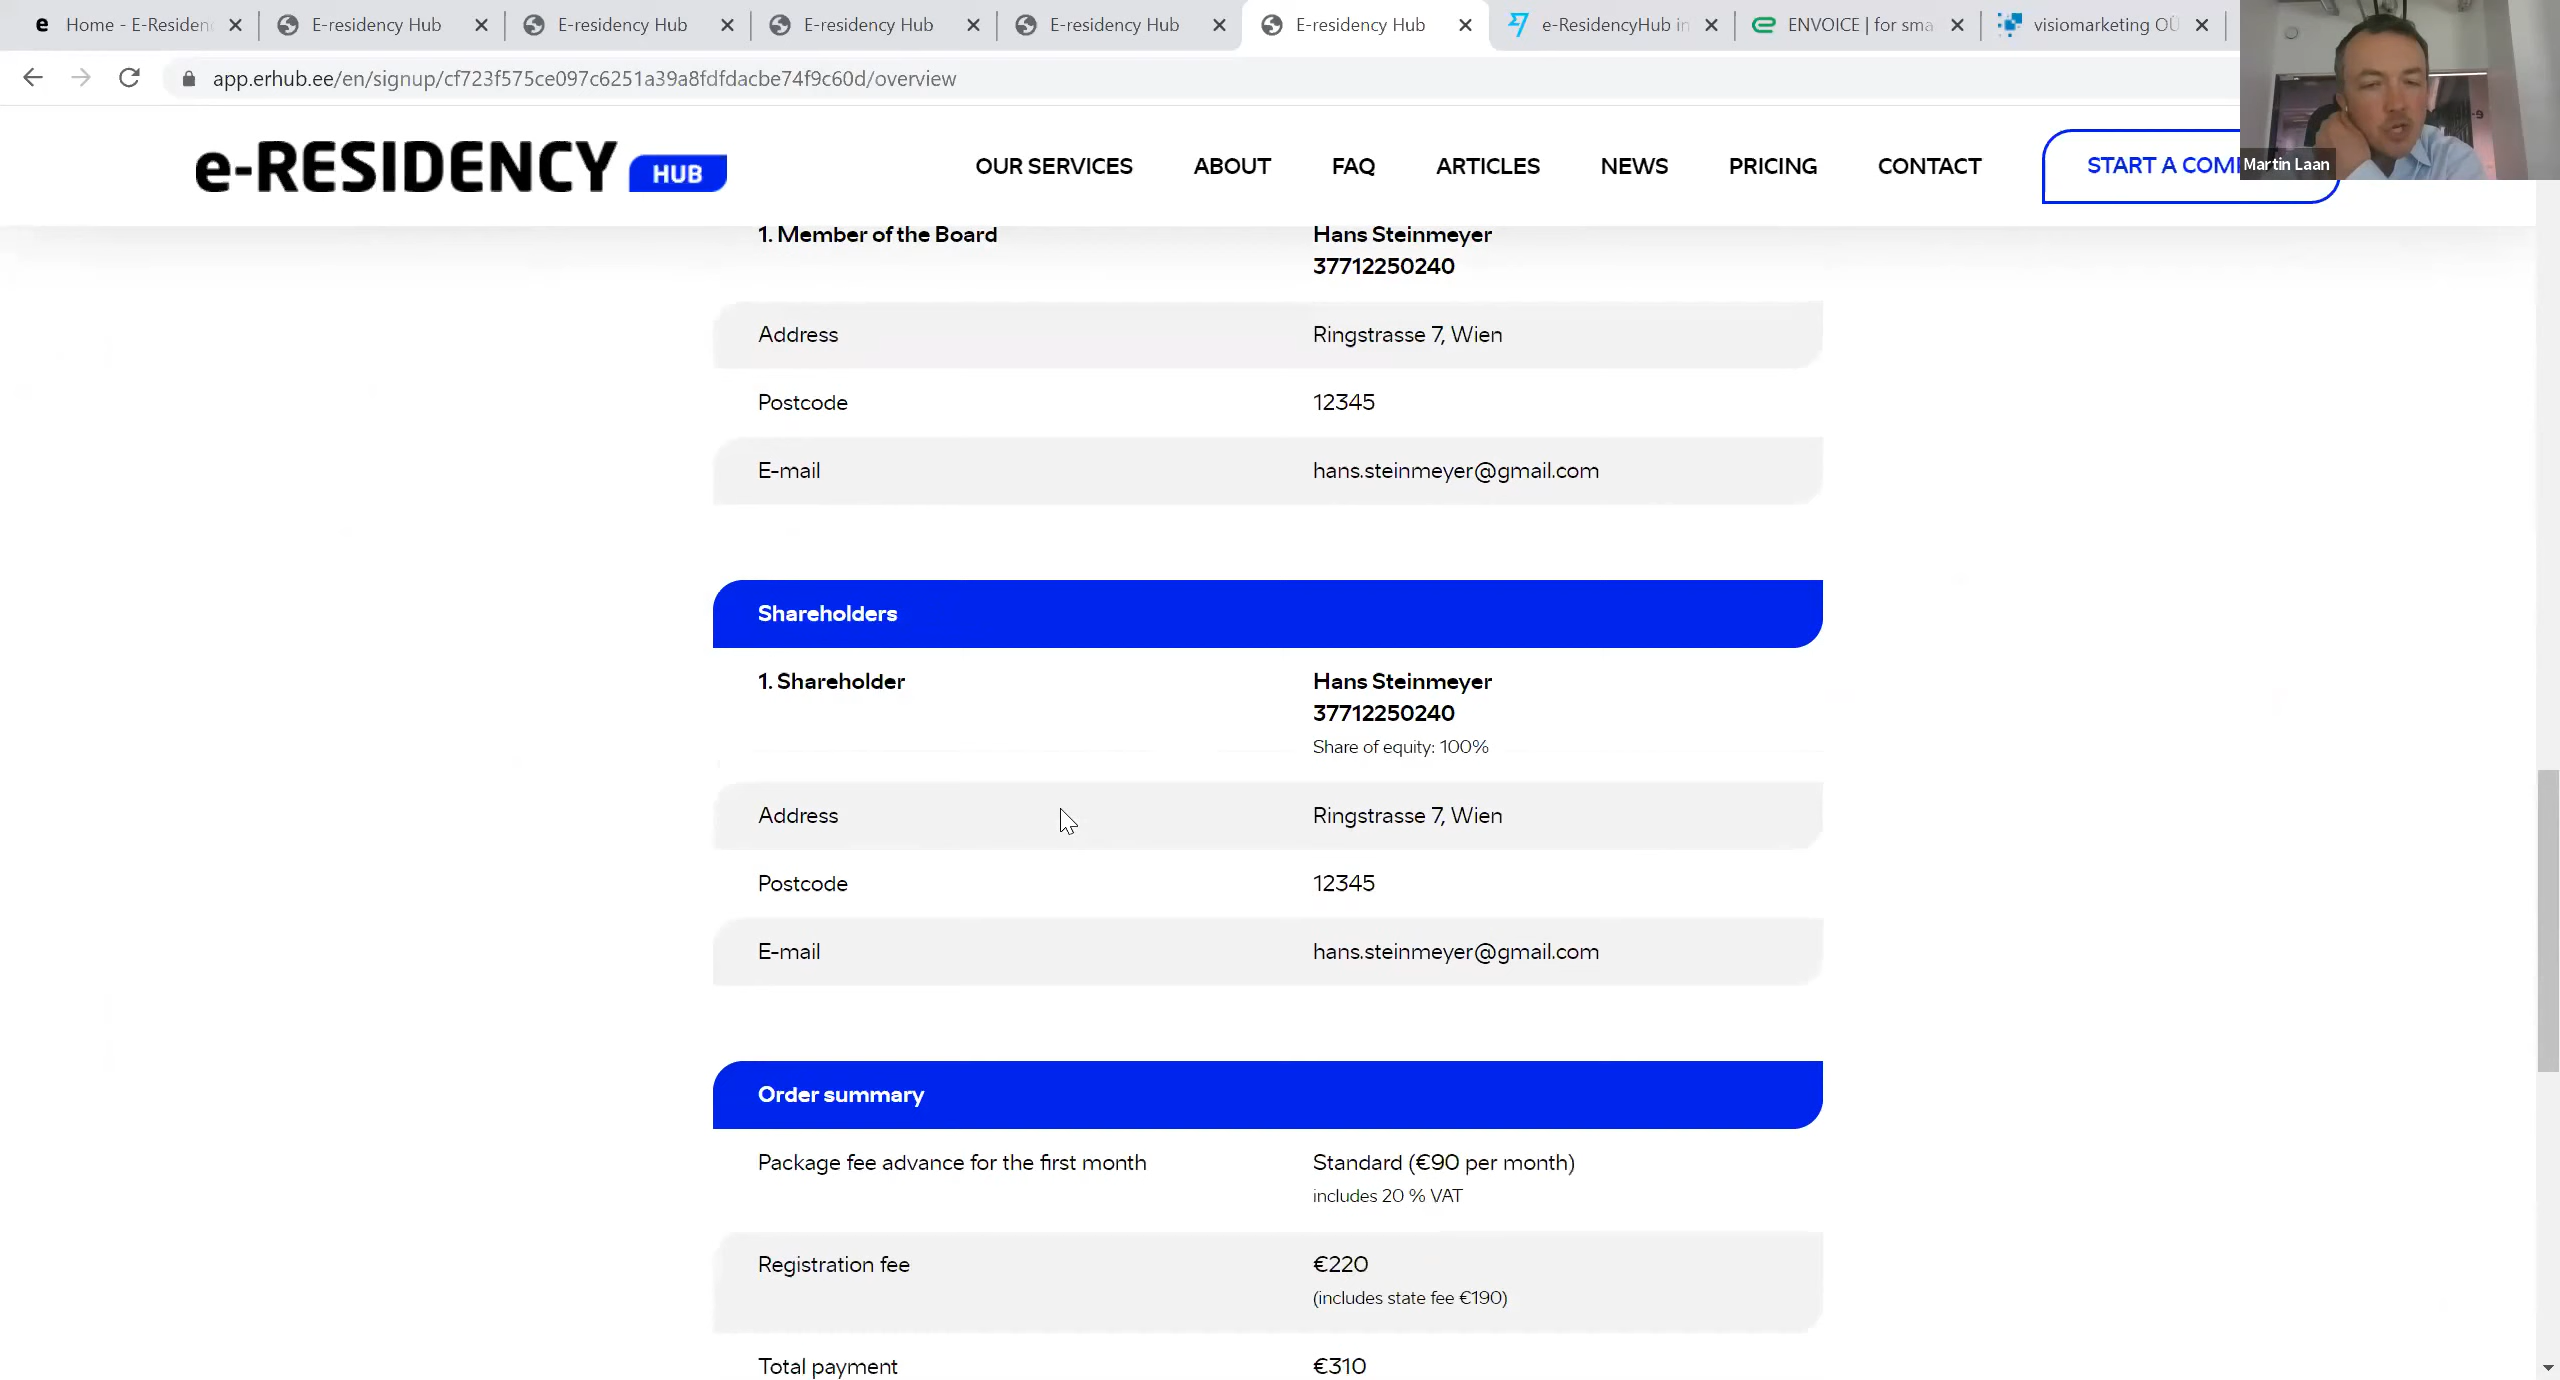 Home - E-Residenc
E-residency Hub
E-residency Hub
E-residency Hub
E-residency Hub
E-residency Hub
e-ResidencyHub in
ENVOICE | for sma
visiomarketing OÜ
app.erhub.ee/en/signup/cf723f575ce097c6251a39a8fdfdacbe74f9c60d/overview
e-RESIDENCY HUB
OUR SERVICES
ABOUT
FAQ
ARTICLES
NEWS
PRICING
CONTACT
START A COM
Martin Laan
1. Member of the Board
Hans Steinmeyer
37712250240
Address
Ringstrasse 7, Wien
Postcode
12345
E-mail
hans.steinmeyer@gmail.com
Shareholders
1. Shareholder
Hans Steinmeyer
37712250240
Share of equity: 100%
Address
Ringstrasse 7, Wien
Postcode
12345
E-mail
hans.steinmeyer@gmail.com
Order summary
Package fee advance for the first month
Standard (€90 per month)
includes 20 % VAT
Registration fee
€220
(includes state fee €190)
Total payment
€310